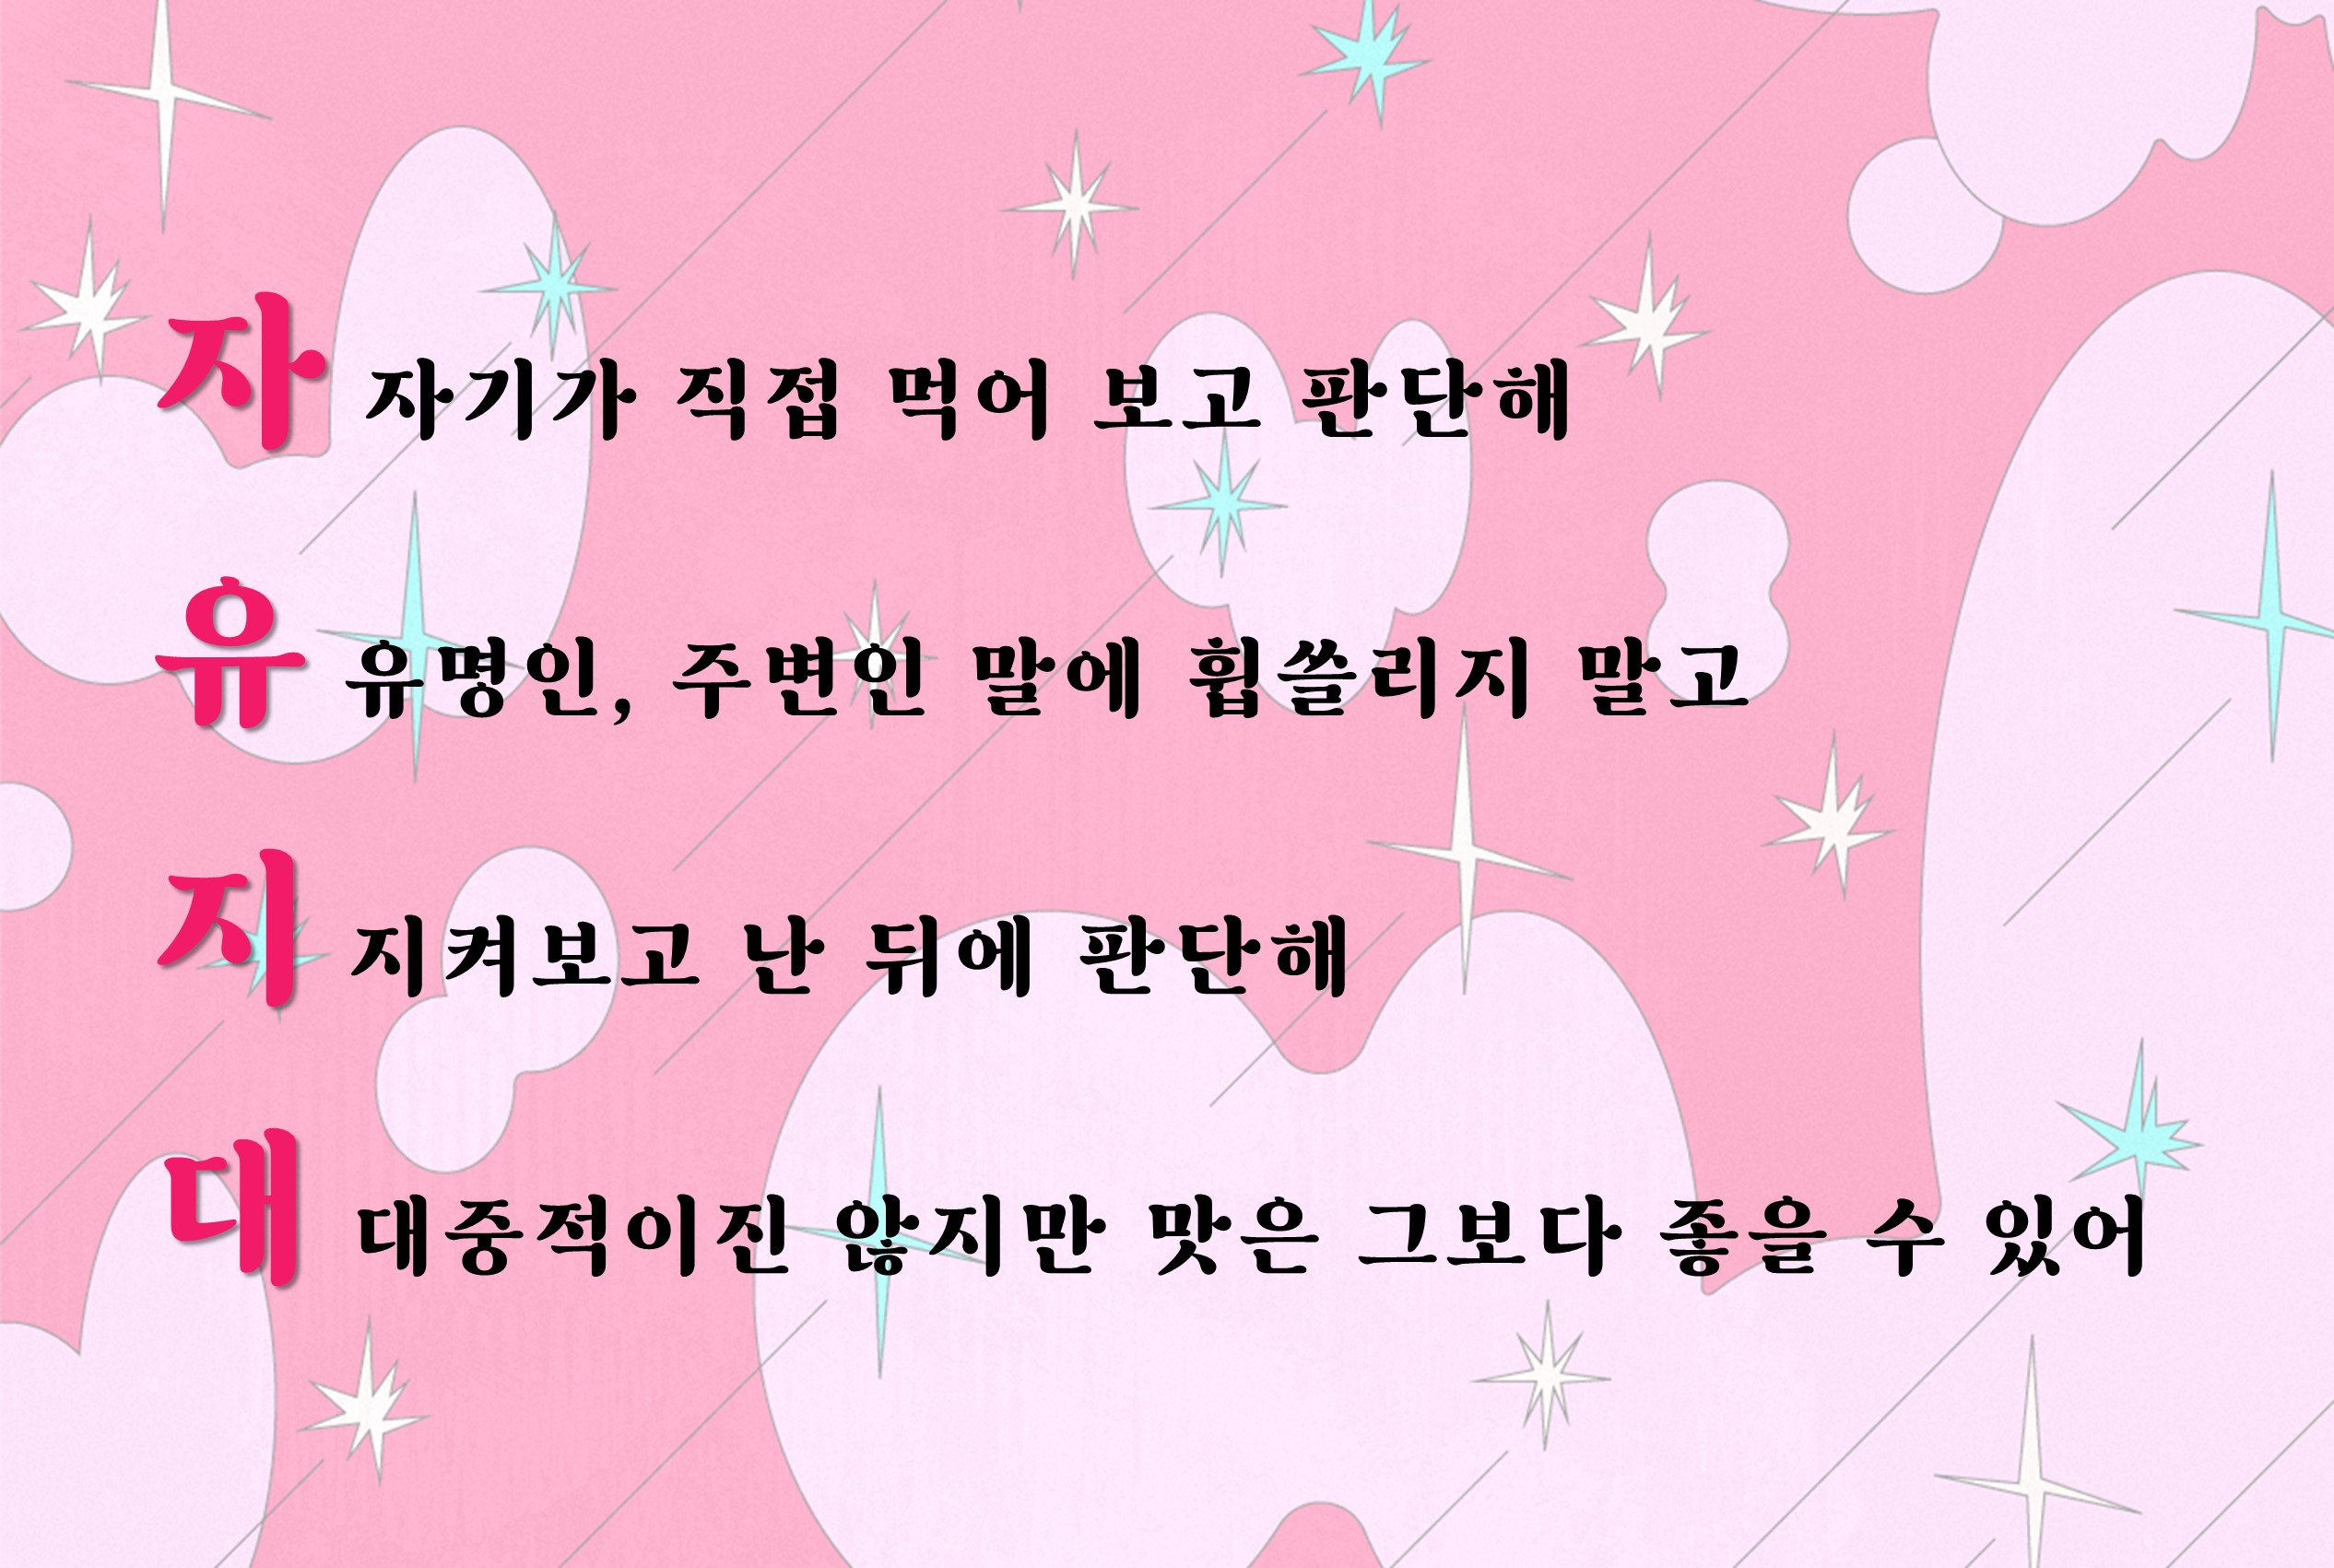 자 자기가 직접 먹어 보고 판단해
유 유명인, 주변인 말에 휩쓸리지 말고
지 지켜보고 난 뒤에 판단해
대 대중적이진 않지만 맛은 그보다 좋을 수 있어